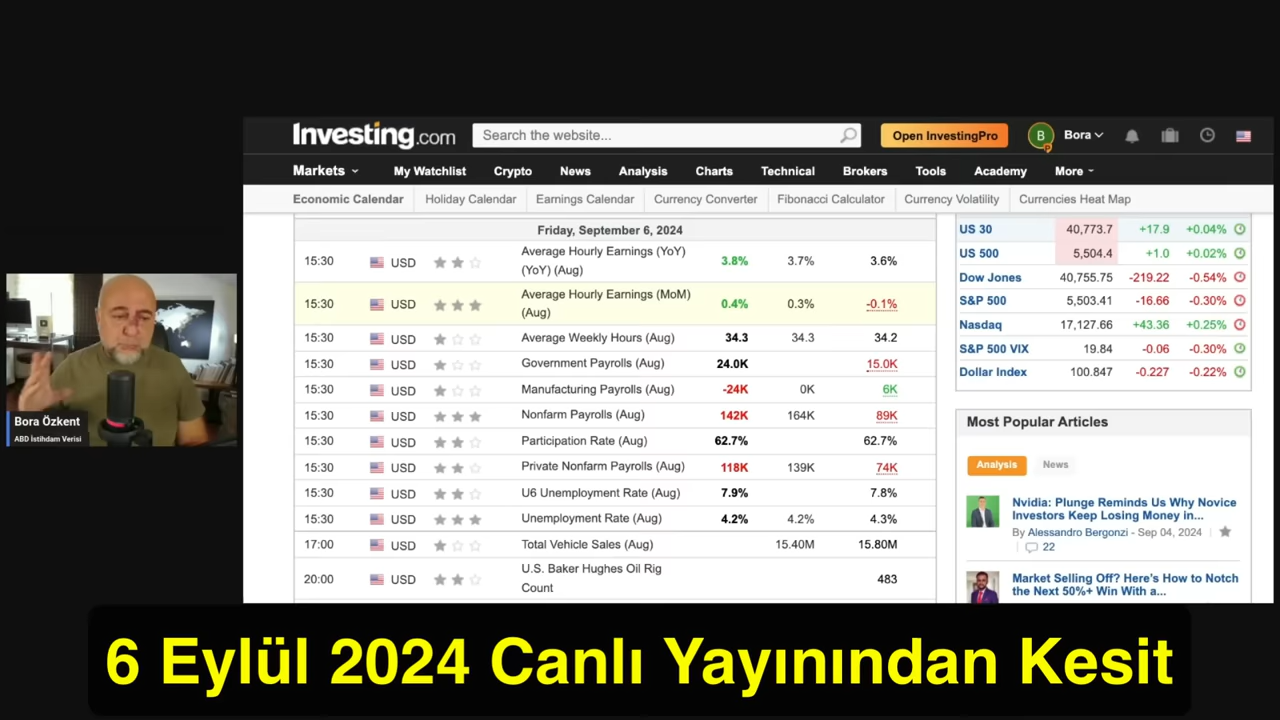 Investing.com
Search the website...
Open InvestingPro
B
Bora
Markets My Watchlist Crypto News Analysis Charts Technical Brokers Tools Academy More
Economic Calendar Holiday Calendar Earnings Calendar Currency Converter Fibonacci Calculator Currency Volatility Currencies Heat Map
Friday, September 6, 2024
15:30 USD Average Hourly Earnings (YoY) (YoY) (Aug) 3.8% 3.7% 3.6%
15:30 USD Average Hourly Earnings (MoM) (Aug) 0.4% 0.3% -0.1%
15:30 USD Average Weekly Hours (Aug) 34.3 34.3 34.2
15:30 USD Government Payrolls (Aug) 24.0K 15.0K
15:30 USD Manufacturing Payrolls (Aug) -24K 0K 6K
15:30 USD Nonfarm Payrolls (Aug) 142K 164K 89K
15:30 USD Participation Rate (Aug) 62.7% 62.7%
15:30 USD Private Nonfarm Payrolls (Aug) 118K 139K 74K
15:30 USD U6 Unemployment Rate (Aug) 7.9% 7.8%
15:30 USD Unemployment Rate (Aug) 4.2% 4.2% 4.3%
17:00 USD Total Vehicle Sales (Aug) 15.40M 15.80M
20:00 USD U.S. Baker Hughes Oil Rig Count 483
US 30 40,773.7 +17.9 +0.04%
US 500 5,504.4 +1.0 +0.02%
Dow Jones 40,755.75 -219.22 -0.54%
S&P 500 5,503.41 -16.66 -0.30%
Nasdaq 17,127.66 +43.36 +0.25%
S&P 500 VIX 19.84 -0.06 -0.30%
Dollar Index 100.847 -0.227 -0.22%
Most Popular Articles
Analysis News
Nvidia: Plunge Reminds Us Why Novice
Investors Keep Losing Money in...
By Alessandro Bergonzi - Sep 04, 2024
22
Market Selling Off? Here's How to Notch
the Next 50%+ Win With a...
Bora Özkent
ABD İstihdam Verisi
6 Eylül 2024 Canlı Yayınından Kesit